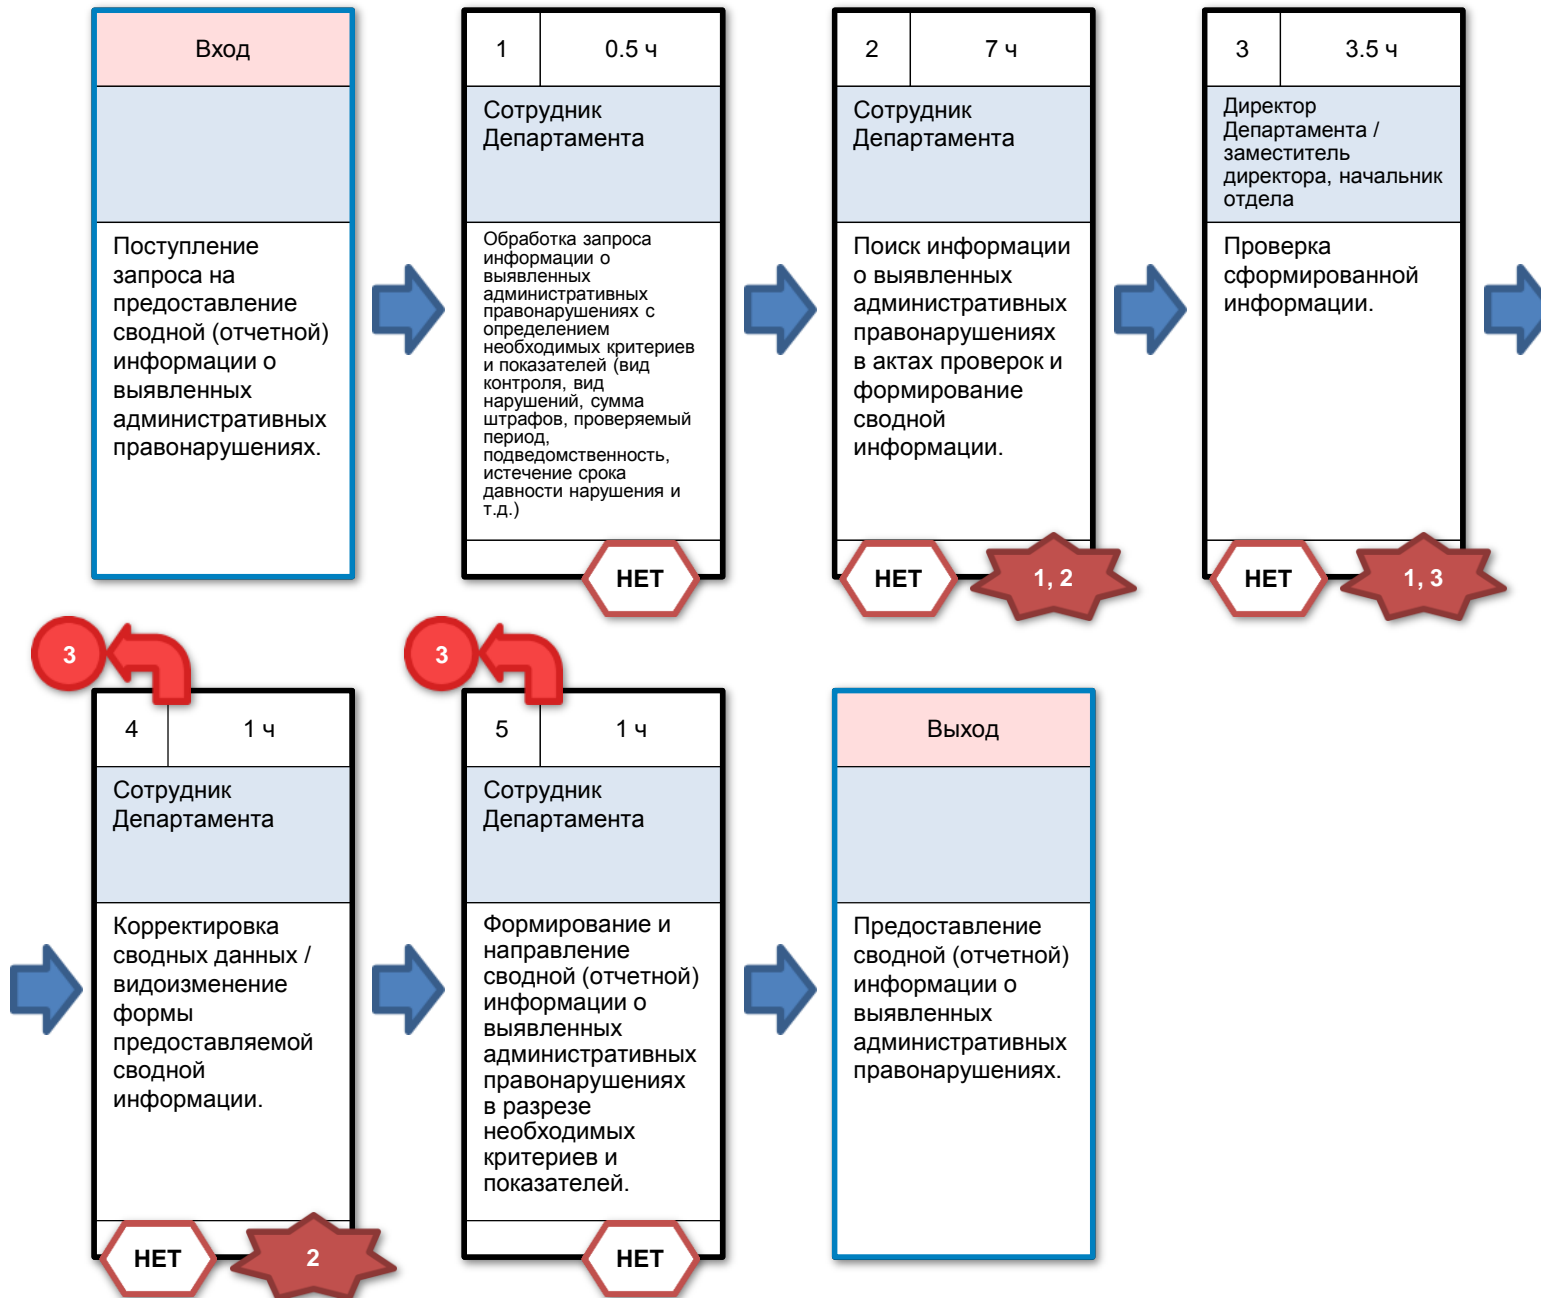 Вход
Поступление
запроса на
предоставление
сводной (отчетной)
информации о
выявленных
административных
правонарушениях.
1
0.5 ч
Сотрудник
Департамента
Обработка запроса
информации о
выявленных
административных
правонарушениях с
определением
необходимых критериев
и показателей (вид
контроля, вид
нарушений, сумма
штрафов, проверяемый
период,
подведомственность,
истечение срока
давности нарушения и
т.д.)
НЕТ
2
7 ч
Сотрудник
Департамента
Поиск информации
о выявленных
административных
правонарушениях
в актах проверок и
формирование
сводной
информации.
НЕТ
1, 2
3
3.5 ч
Директор
Департамента /
заместитель
директора, начальник
отдела
Проверка
сформированной
информации.
НЕТ
1, 3
3
4
1 ч
Сотрудник
Департамента
Корректировка
сводных данных /
видоизменение
формы
предоставляемой
сводной
информации.
НЕТ
2
3
5
1 ч
Сотрудник
Департамента
Формирование и
направление
сводной (отчетной)
информации о
выявленных
административных
правонарушениях
в разрезе
необходимых
критериев и
показателей.
НЕТ
Выход
Предоставление
сводной (отчетной)
информации о
выявленных
административных
правонарушениях.